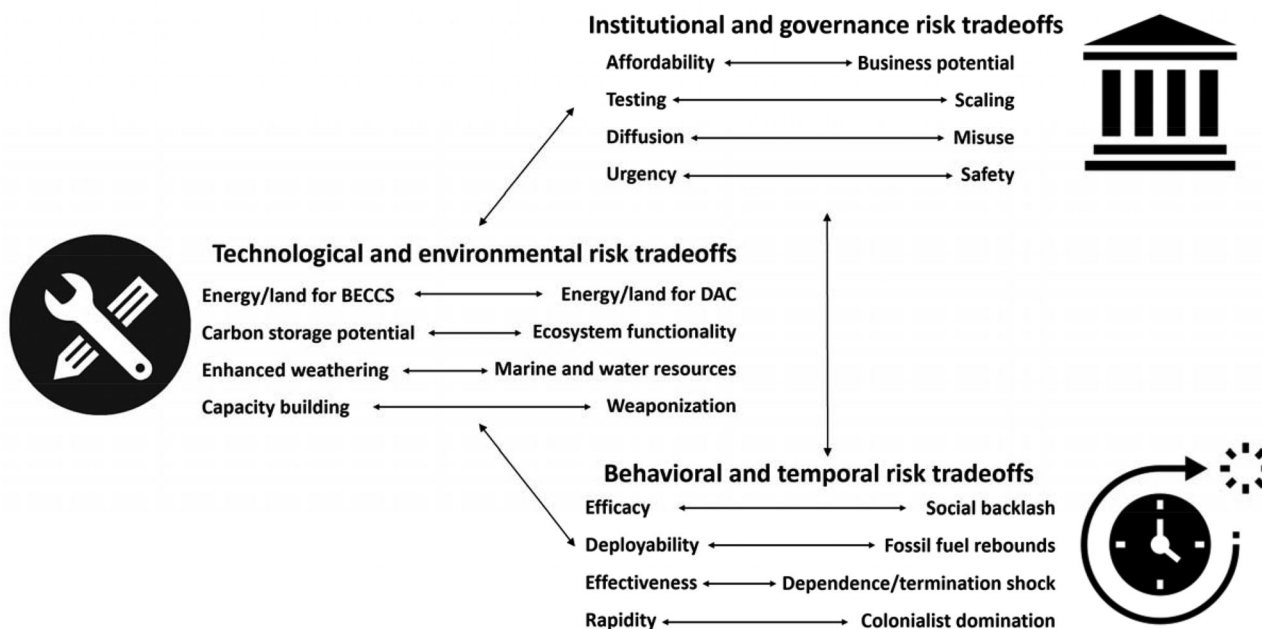 Institutional and governance risk tradeoffs
Affordability Business potential
Testing Scaling
Diffusion Misuse
Urgency Safety
Technological and environmental risk tradeoffs
Energy/land for BECCS Energy/land for DAC
Carbon storage potential Ecosystem functionality
Enhanced weathering Marine and water resources
Capacity building Weaponization
Behavioral and temporal risk tradeoffs
Efficacy Social backlash
Deployability Fossil fuel rebounds
Effectiveness Dependence/termination shock
Rapidity Colonialist domination